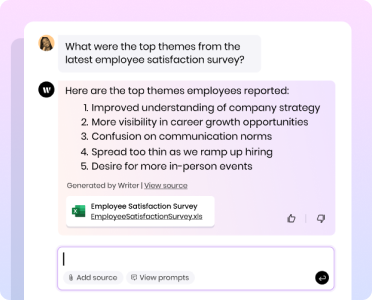 What were the top themes from the
latest employee satisfaction survey?
W
Here are the top themes employees reported:
1. Improved understanding of company strategy
2. More visibility in career growth opportunities
3. Confusion on communication norms
4. Spread too thin as we ramp up hiring
5. Desire for more in-person events
Generated by Writer | View source
Employee Satisfaction Survey
EmployeeSatisfactionSurvey.xls
Add source
View prompts